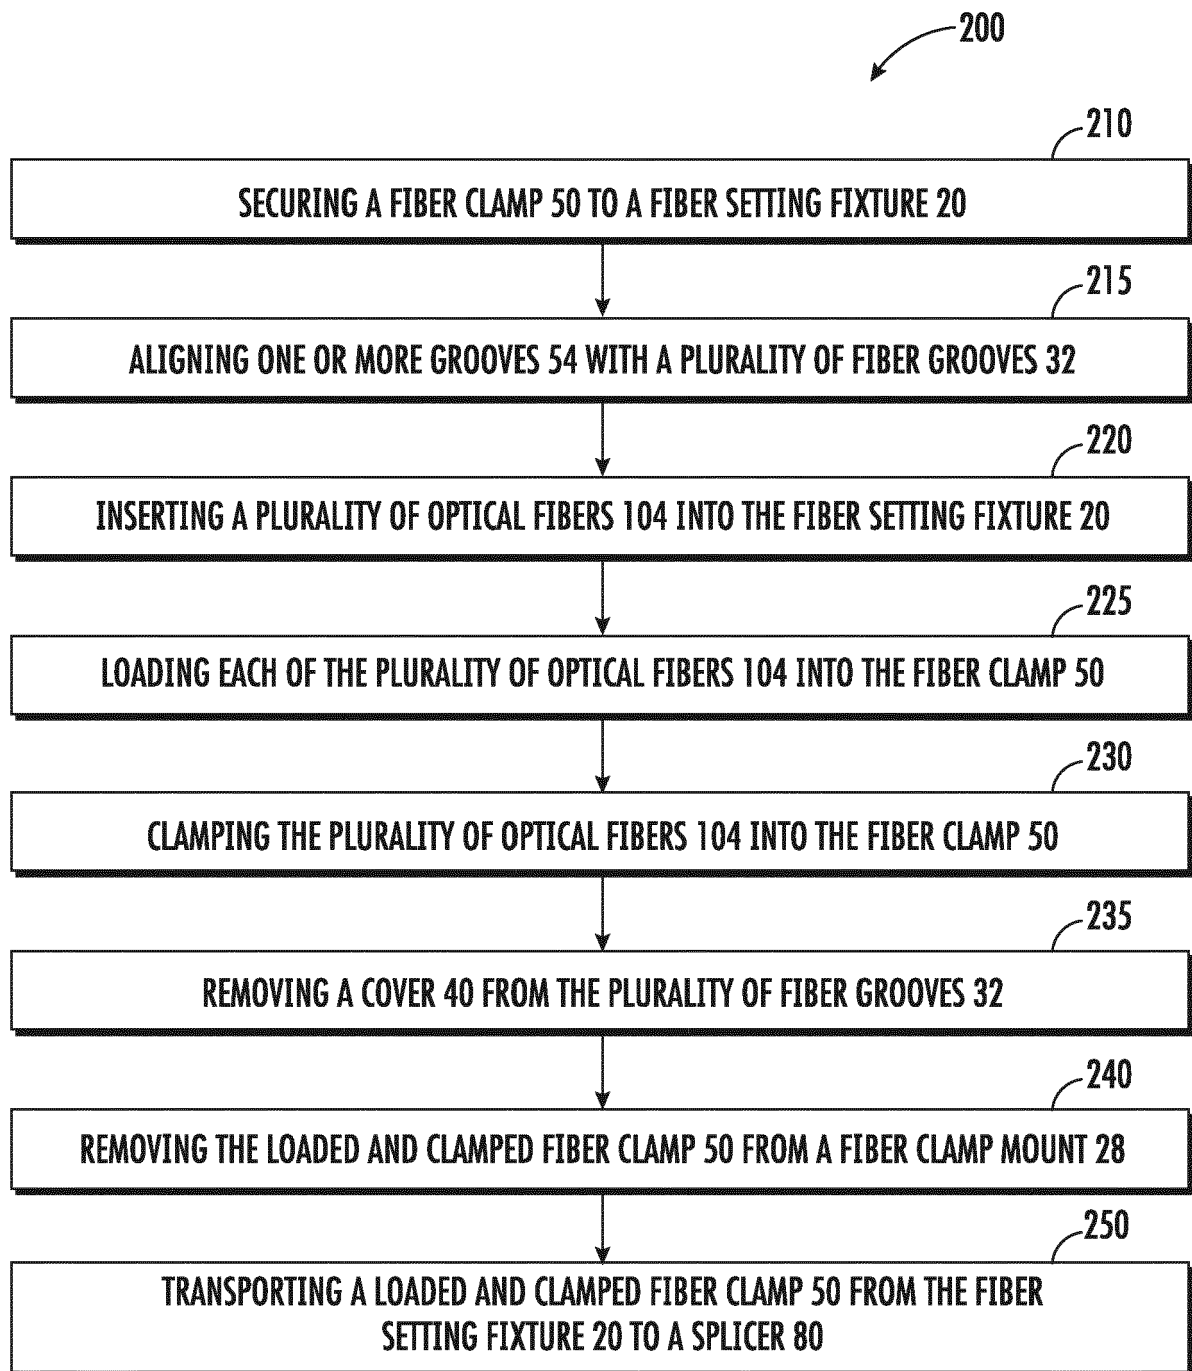 200
210
SECURING A FIBER CLAMP 50 TO A FIBER SETTING FIXTURE 20
215
ALIGNING ONE OR MORE GROOVES 54 WITH A PLURALITY OF FIBER GROOVES 32
220
INSERTING A PLURALITY OF OPTICAL FIBERS 104 INTO THE FIBER SETTING FIXTURE 20
225
LOADING EACH OF THE PLURALITY OF OPTICAL FIBERS 104 INTO THE FIBER CLAMP 50
230
CLAMPING THE PLURALITY OF OPTICAL FIBERS 104 INTO THE FIBER CLAMP 50
235
REMOVING A COVER 40 FROM THE PLURALITY OF FIBER GROOVES 32
240
REMOVING THE LOADED AND CLAMPED FIBER CLAMP 50 FROM A FIBER CLAMP MOUNT 28
250
TRANSPORTING A LOADED AND CLAMPED FIBER CLAMP 50 FROM THE FIBER
SETTING FIXTURE 20 TO A SPLICER 80